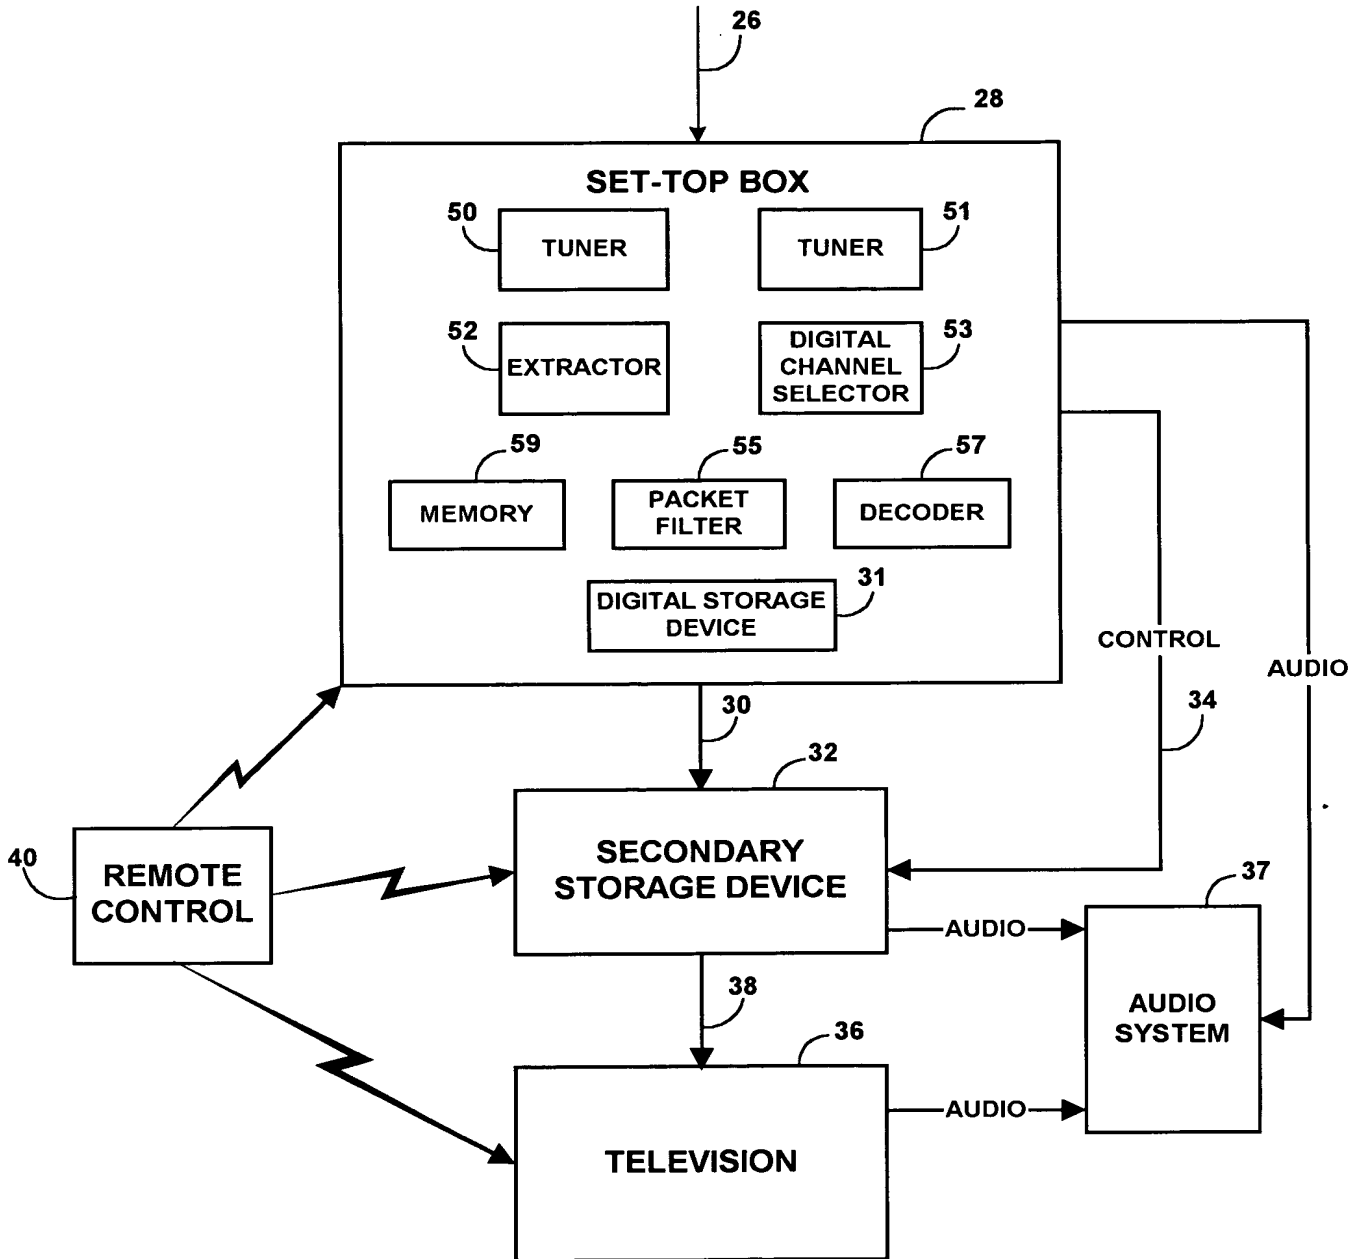 26
28
SET-TOP BOX
50
TUNER
51
TUNER
52
EXTRACTOR
53
DIGITAL
CHANNEL
SELECTOR
59
MEMORY
55
PACKET
FILTER
57
DECODER
31
DIGITAL STORAGE
DEVICE
CONTROL
AUDIO
30
34
32
SECONDARY
STORAGE DEVICE
40
REMOTE
CONTROL
37
AUDIO
AUDIO
SYSTEM
38
36
AUDIO
TELEVISION